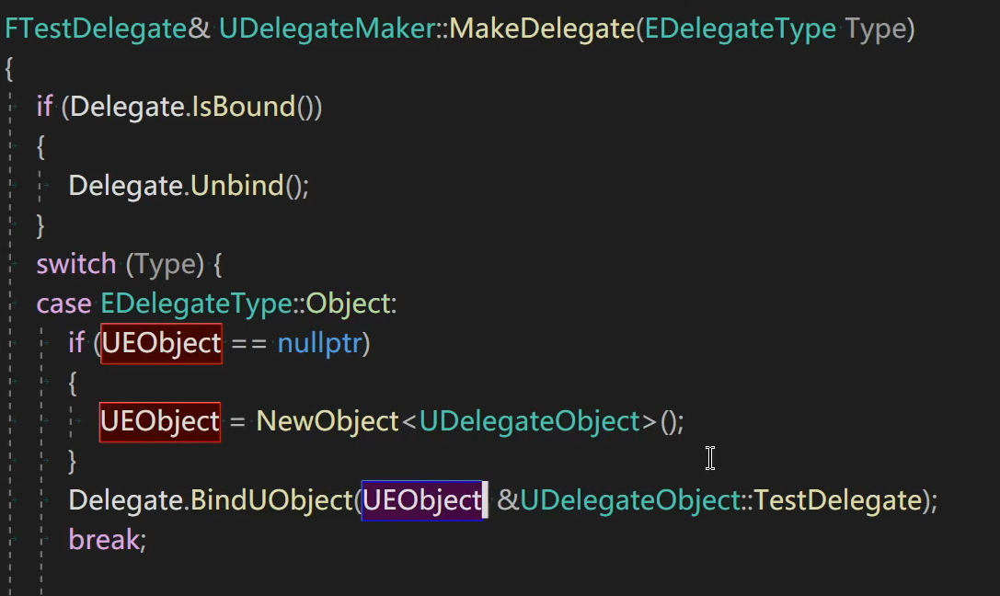 FTestDelegate& UDelegateMaker::MakeDelegate(EDelegateType Type)
{
if (Delegate.IsBound())
{
Delegate.Unbind();
}
switch (Type) {
case EDelegateType::Object:
if (UEObject == nullptr)
{
UEObject = NewObject<UDelegateObject>();
}
Delegate.BindUObject(UEObject &UDelegateObject::TestDelegate);
break;